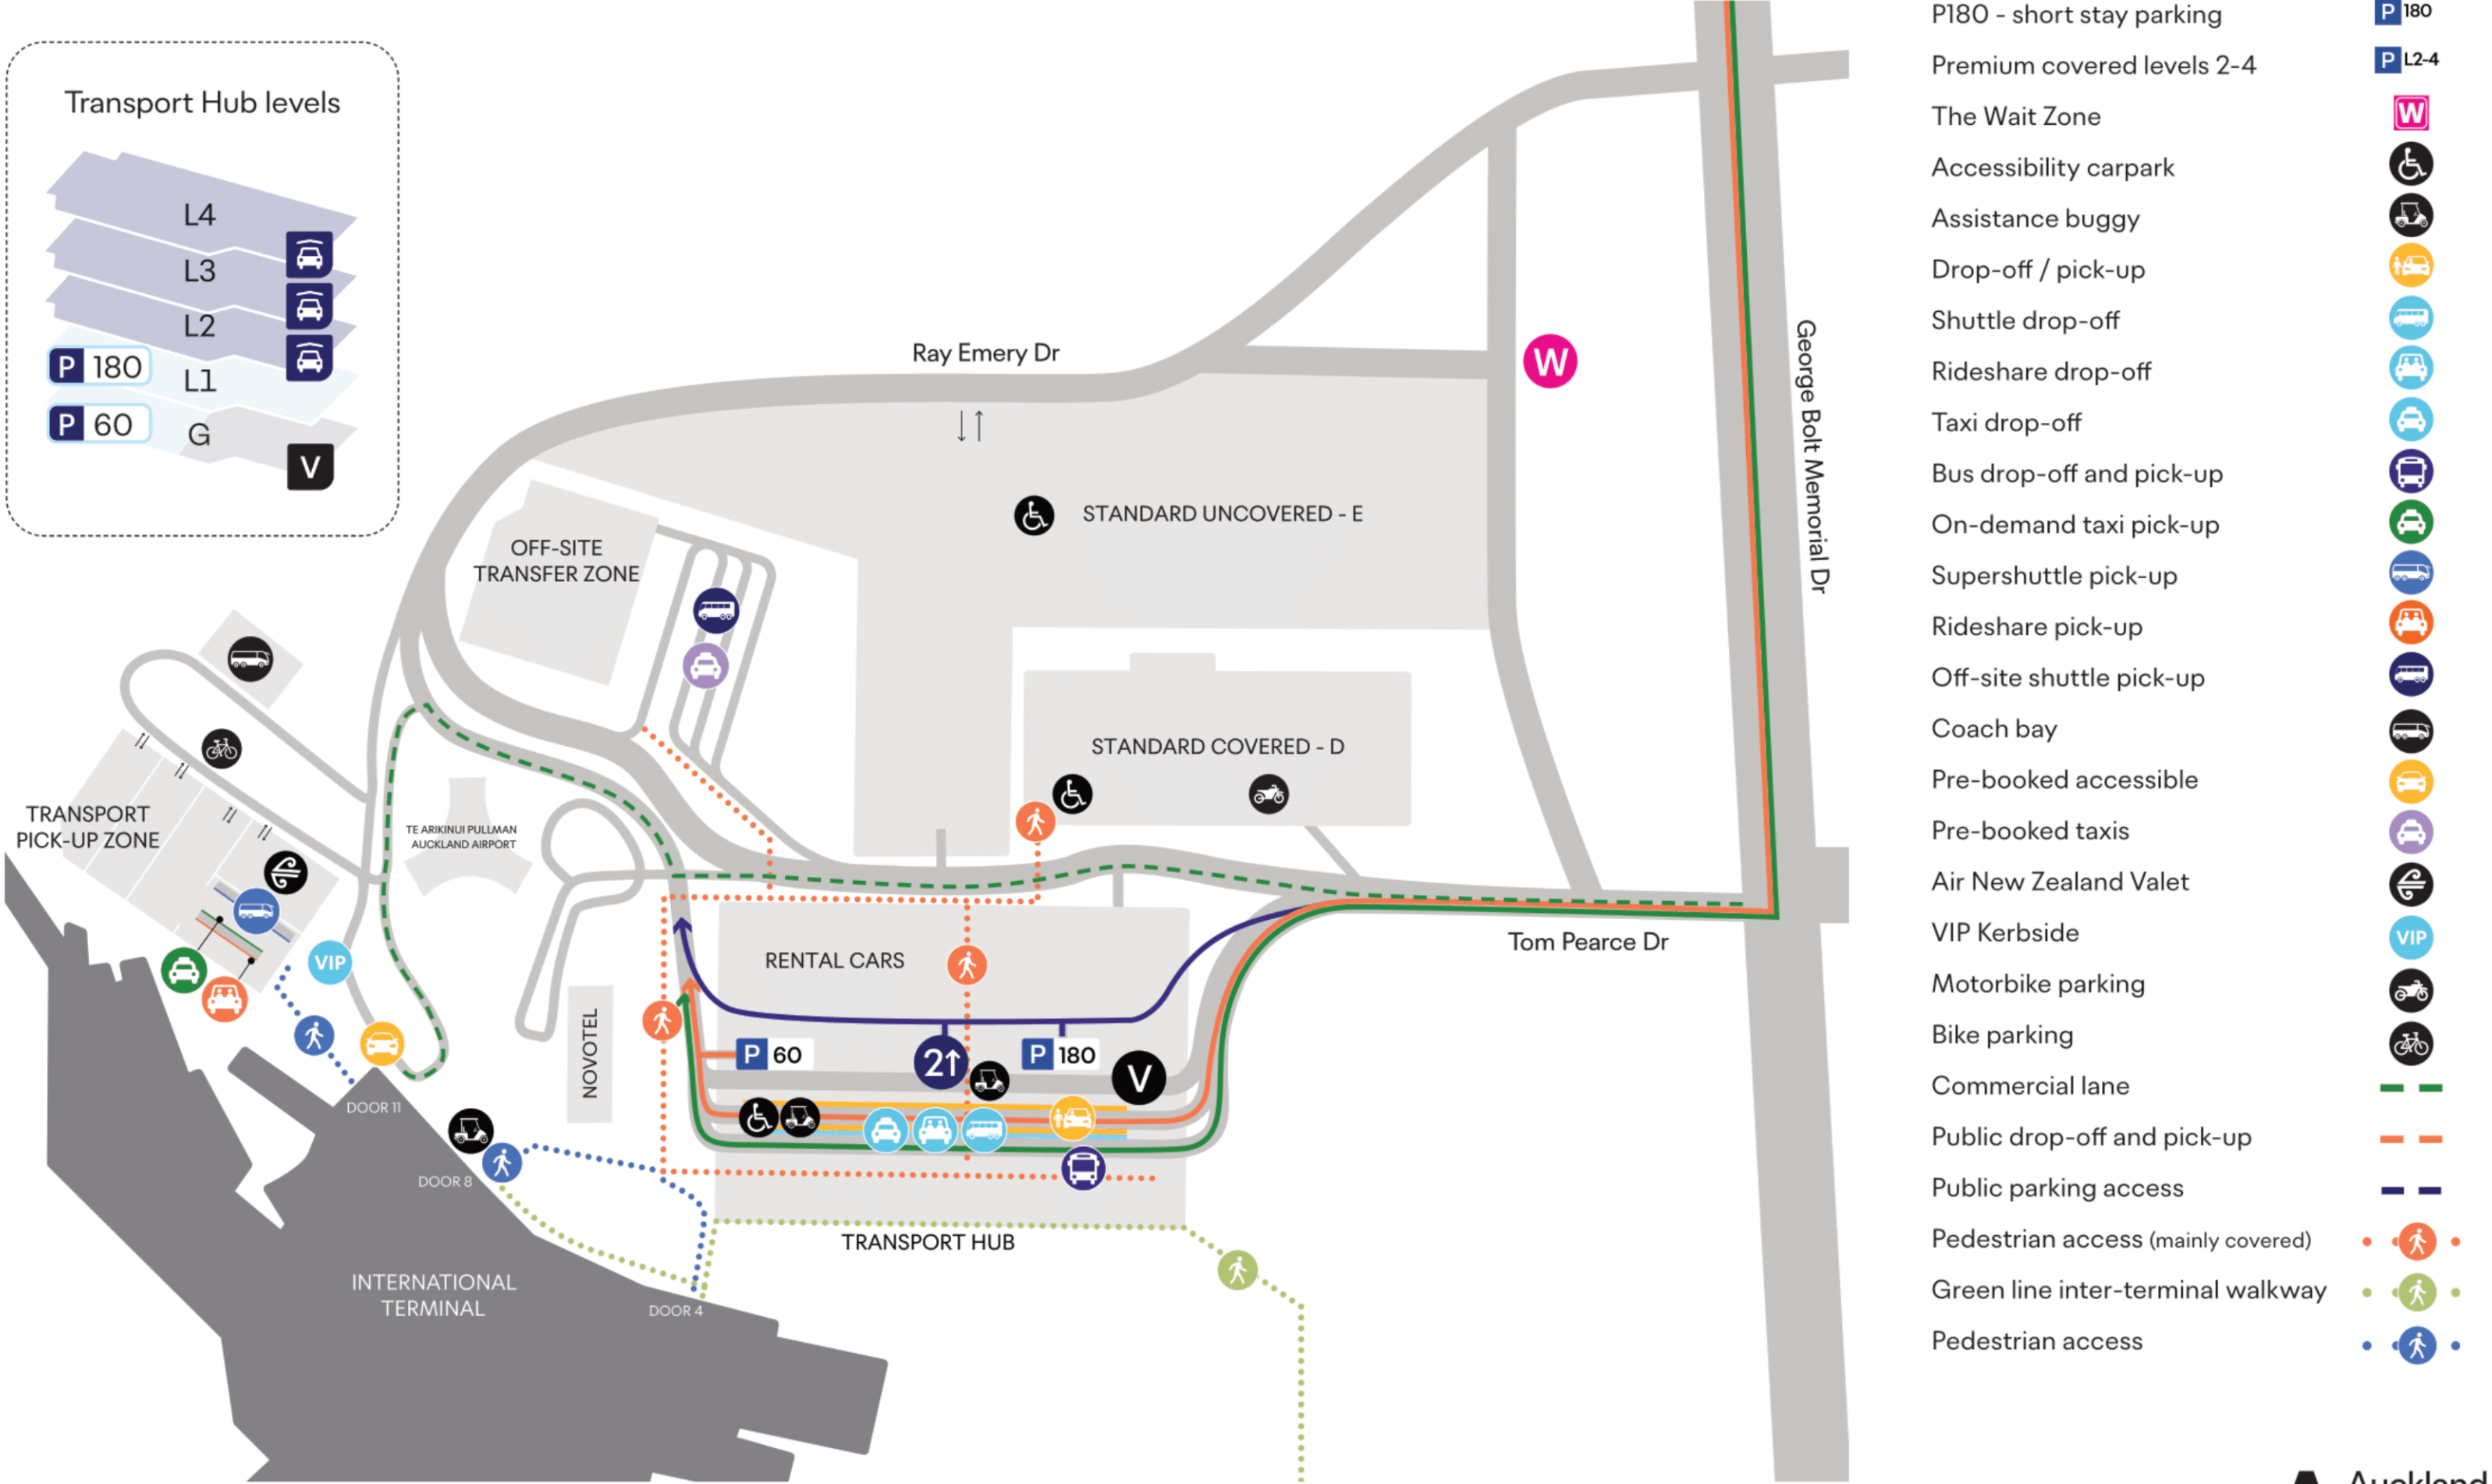 Transport Hub levels
L4
L3
L2
P 180
L1
P 60
G
V
Ray Emery Dr
W
George Bolt Memorial Dr
STANDARD UNCOVERED - E
OFF-SITE
TRANSFER ZONE
STANDARD COVERED - D
TRANSPORT
PICK-UP ZONE
TE ARIKINUI PULLMAN
AUCKLAND AIRPORT
VIP
RENTAL CARS
Tom Pearce Dr
NOVOTEL
P 60
2↑
P 180
V
DOOR 11
DOOR 8
TRANSPORT HUB
INTERNATIONAL
TERMINAL
DOOR 4
P180 - short stay parking P 180
Premium covered levels 2-4 P L2-4
The Wait Zone W
Accessibility carpark
Assistance buggy
Drop-off / pick-up
Shuttle drop-off
Rideshare drop-off
Taxi drop-off
Bus drop-off and pick-up
On-demand taxi pick-up
Supershuttle pick-up
Rideshare pick-up
Off-site shuttle pick-up
Coach bay
Pre-booked accessible
Pre-booked taxis
Air New Zealand Valet
VIP Kerbside VIP
Motorbike parking
Bike parking
Commercial lane
Public drop-off and pick-up
Public parking access
Pedestrian access (mainly covered)
Green line inter-terminal walkway
Pedestrian access
Auckland